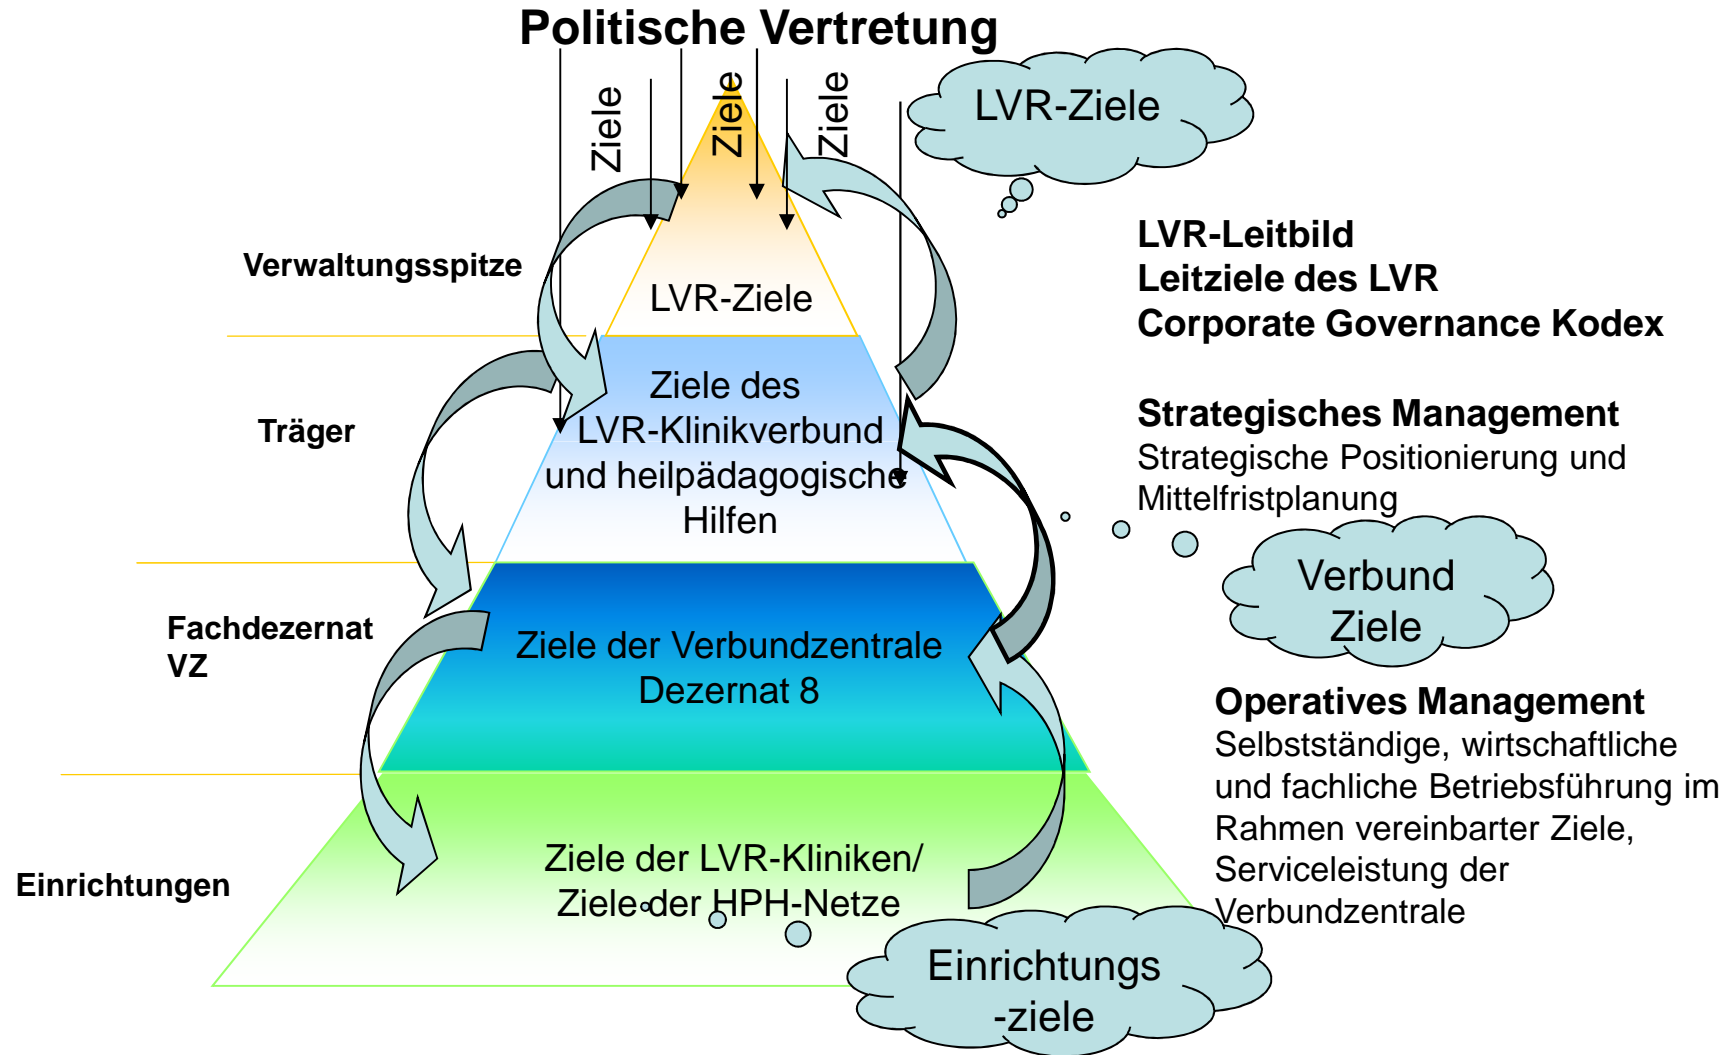 Politische Vertretung
Ziele
Ziele
Ziele
LVR-Ziele
Verwaltungsspitze
LVR-Ziele
LVR-Leitbild
Leitziele des LVR
Corporate Governance Kodex
Träger
Ziele des
LVR-Klinikverbund
und heilpädagogische
Hilfen
Strategisches Management
Strategische Positionierung und
Mittelfristplanung
Verbund
Ziele
Fachdezernat
VZ
Ziele der Verbundzentrale
Dezernat 8
Operatives Management
Selbstständige, wirtschaftliche
und fachliche Betriebsführung im
Rahmen vereinbarter Ziele,
Serviceleistung der
Verbundzentrale
Einrichtungen
Ziele der LVR-Kliniken/
Ziele der HPH-Netze
Einrichtungs
-ziele